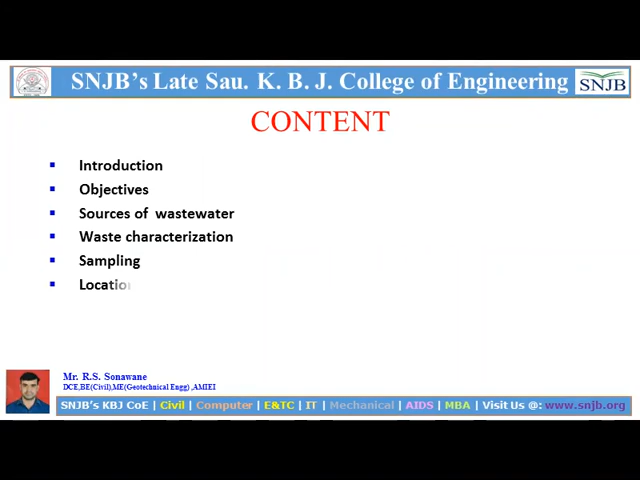 SNJB's Late Sau. K. B. J. College of Engineering
SNJB
CONTENT
Introduction
Objectives
Sources of wastewater
Waste characterization
Sampling
Location
Mr. R.S. Sonawane
DCE,BE(Civil),ME(Geotechnical Engg) ,AMIEI
SNJB's KBJ CoE | Civil | Computer | E&TC | IT | Mechanical | AIDS | MBA | Visit Us @: www.snjb.org